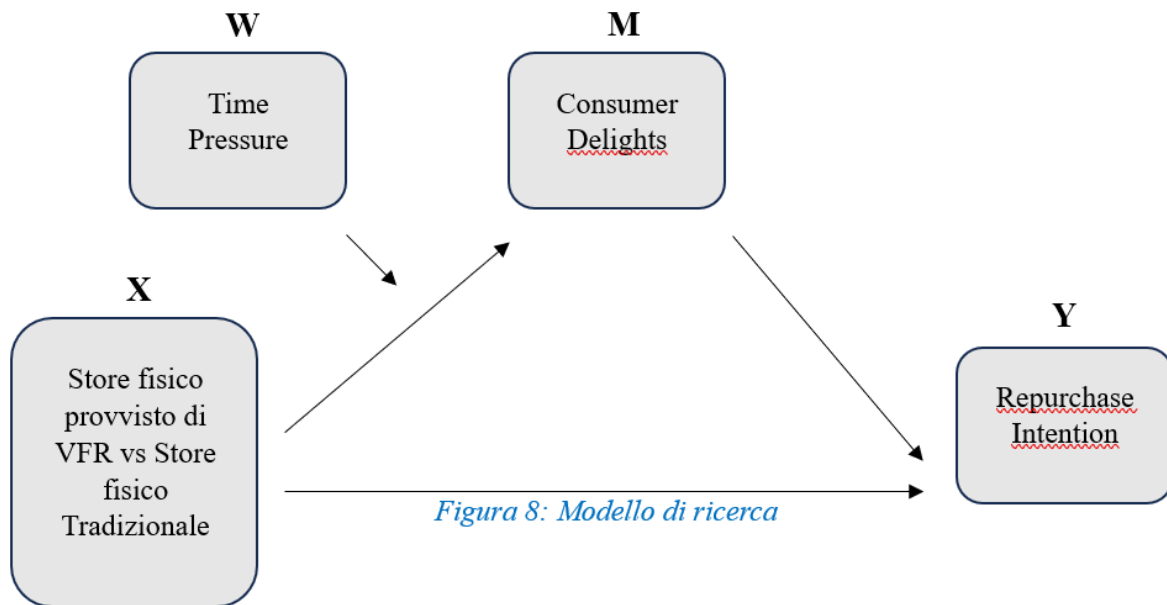 W
Time
Pressure
M
Consumer
Delights
X
Store fisico
provvisto di
VFR vs Store
fisico
Tradizionale
Y
Repurchase
Intention
Figura 8: Modello di ricerca